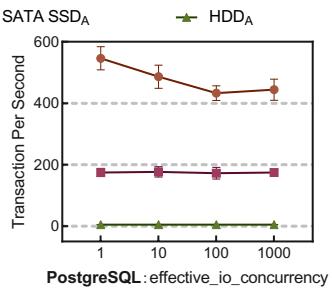 SATA SSDA
HDDA
Transaction Per Second
600
400
200
0
1 10 100 1000
PostgreSQL:effective_io_concurrency